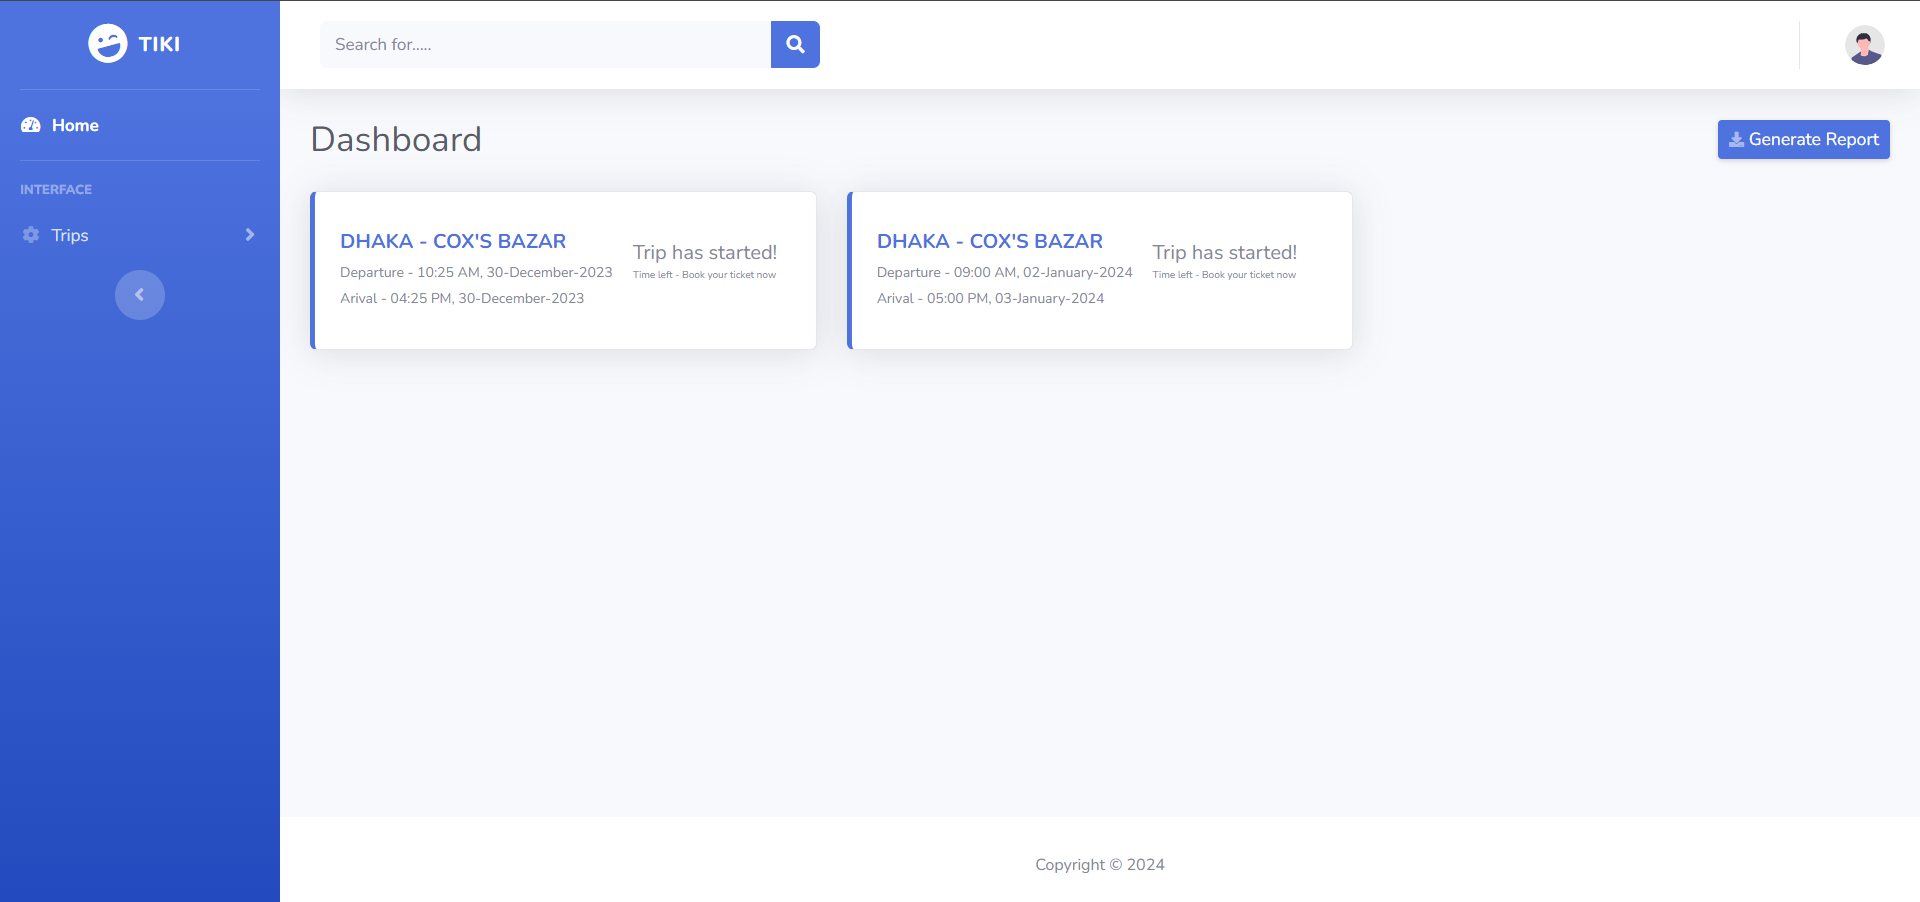 TIKI
Search for.....
Home
INTERFACE
Trips
Dashboard
Generate Report
DHAKA - COX'S BAZAR
Departure - 10:25 AM, 30-December-2023
Arival - 04:25 PM, 30-December-2023
Trip has started!
Time left - Book your ticket now
DHAKA - COX'S BAZAR
Departure - 09:00 AM, 02-January-2024
Arival - 05:00 PM, 03-January-2024
Trip has started!
Time left - Book your ticket now
Copyright © 2024